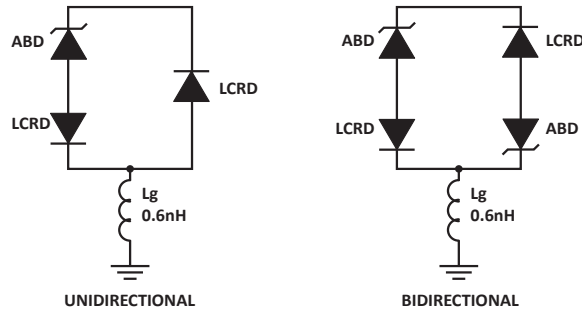 ABD
LCRD
LCRD
Lg
0.6nH
UNIDIRECTIONAL
ABD
LCRD
LCRD
ABD
Lg
0.6nH
BIDIRECTIONAL